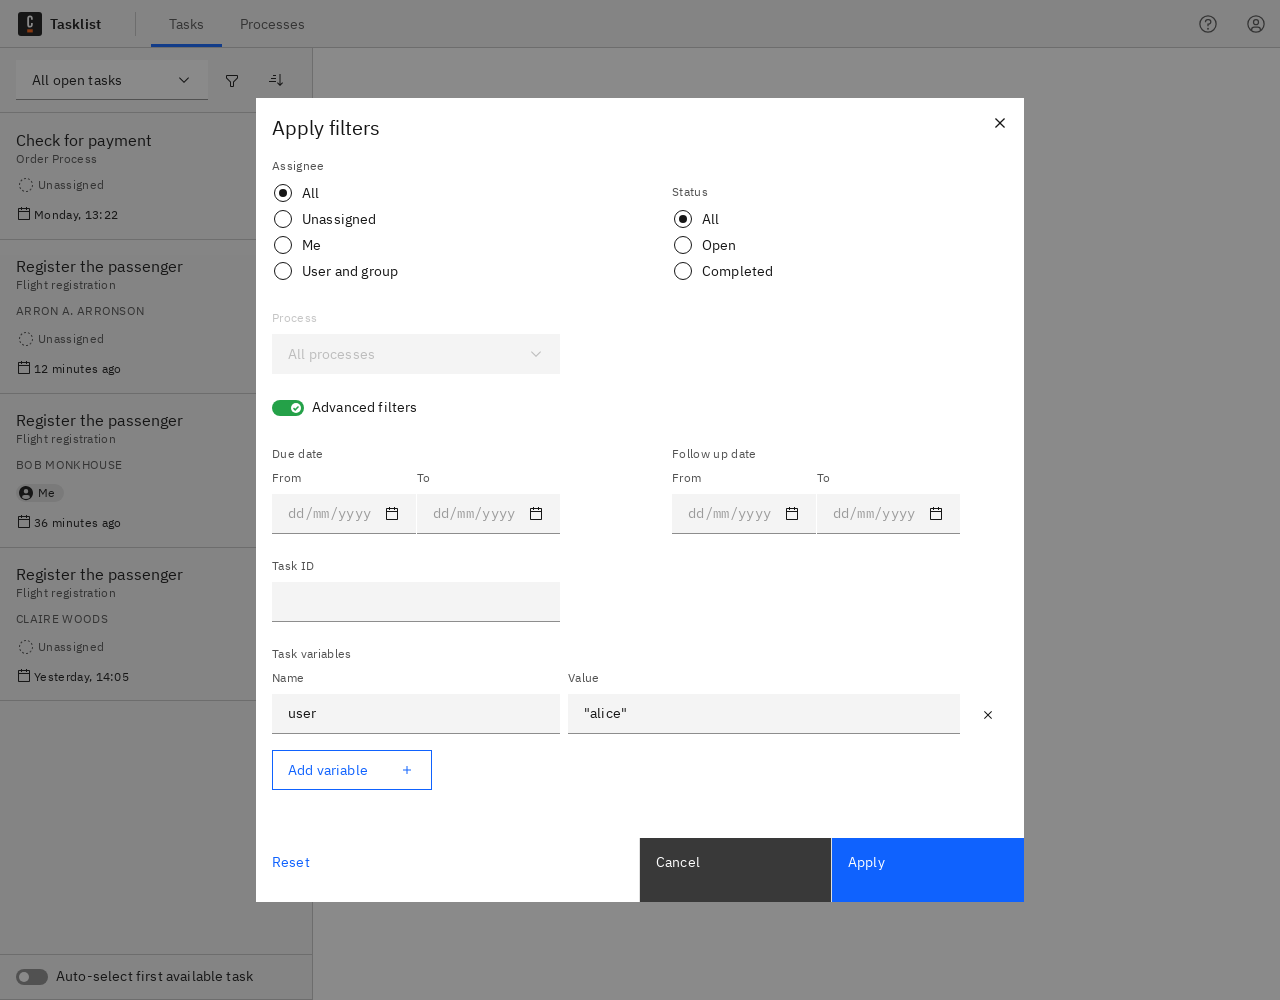 Tasklist
Tasks
Processes
All open tasks
Check for payment
Order Process
Unassigned
Monday, 13:22
Register the passenger
Flight registration
ARRON A. ARRONSON
Unassigned
12 minutes ago
Register the passenger
Flight registration
BOB MONKHOUSE
Me
36 minutes ago
Register the passenger
Flight registration
CLAIRE WOODS
Unassigned
Yesterday, 14:05
Auto-select first available task
Apply filters
Assignee
All
Unassigned
Me
User and group
Status
All
Open
Completed
Process
All processes
Advanced filters
Due date
From
To
dd/mm/yyyy
dd/mm/yyyy
Follow up date
From
To
dd/mm/yyyy
dd/mm/yyyy
Task ID
Task variables
Name
Value
user
"alice"
Add variable
Reset
Cancel
Apply